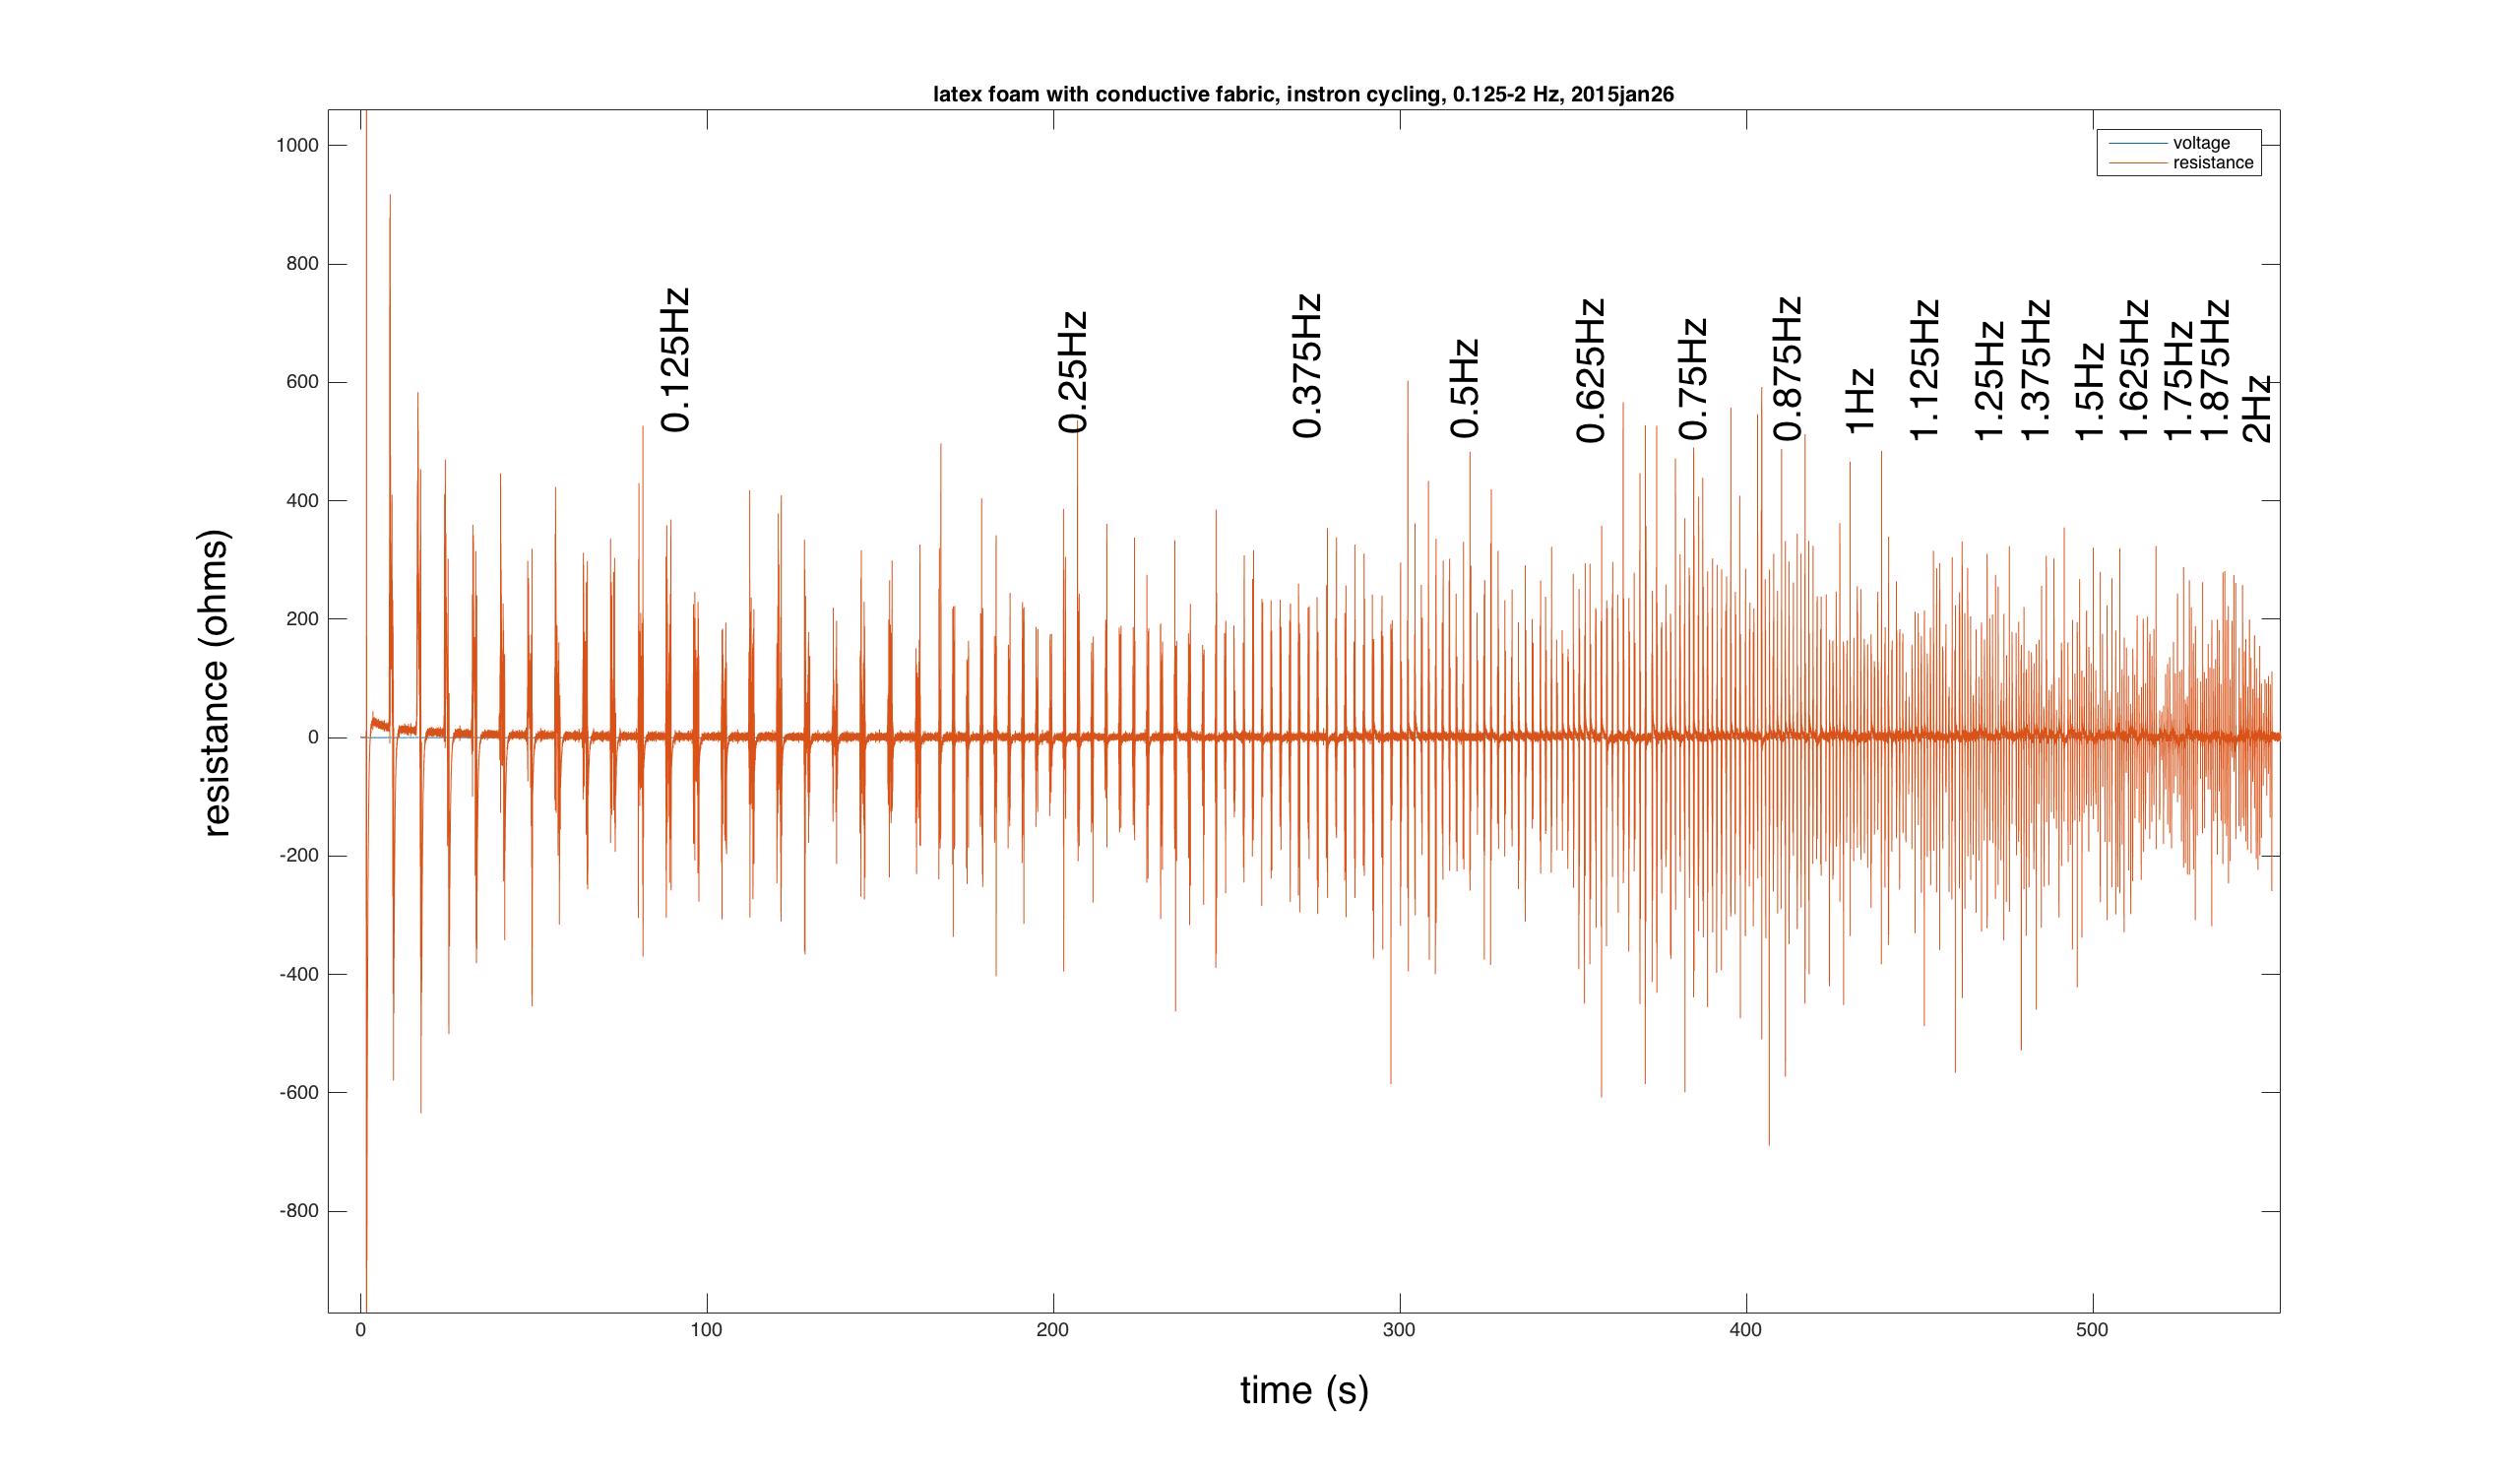 latex foam with conductive fabric, instron cycling, 0.125-2 Hz, 2015jan26
voltage
resistance
1000
800
600
400
200
0
-200
-400
-600
-800
resistance (ohms)
0.125Hz
0.25Hz
0.375Hz
0.5Hz
0.625Hz
0.75Hz
0.875Hz
1Hz
1.125Hz
1.25Hz
1.375Hz
1.5Hz
1.625Hz
1.75Hz
1.875Hz
2Hz
0
100
200
300
400
500
time (s)